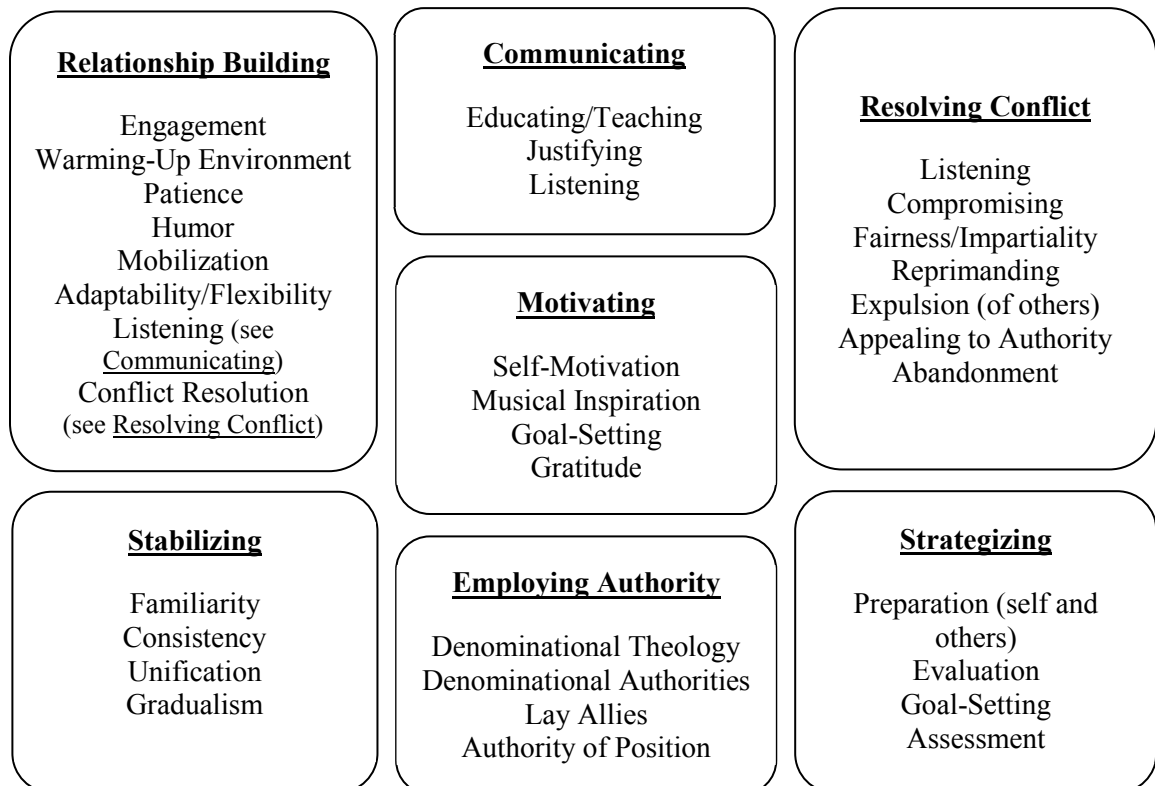 Relationship Building
Engagement
Warming-Up Environment
Patience
Humor
Mobilization
Adaptability/Flexibility
Listening (see
Communicating)
Conflict Resolution
(see Resolving Conflict)
Communicating
Educating/Teaching
Justifying
Listening
Resolving Conflict
Listening
Compromising
Fairness/Impartiality
Reprimanding
Expulsion (of others)
Appealing to Authority
Abandonment
Motivating
Self-Motivation
Musical Inspiration
Goal-Setting
Gratitude
Stabilizing
Familiarity
Consistency
Unification
Gradualism
Employing Authority
Denominational Theology
Denominational Authorities
Lay Allies
Authority of Position
Strategizing
Preparation (self and
others)
Evaluation
Goal-Setting
Assessment